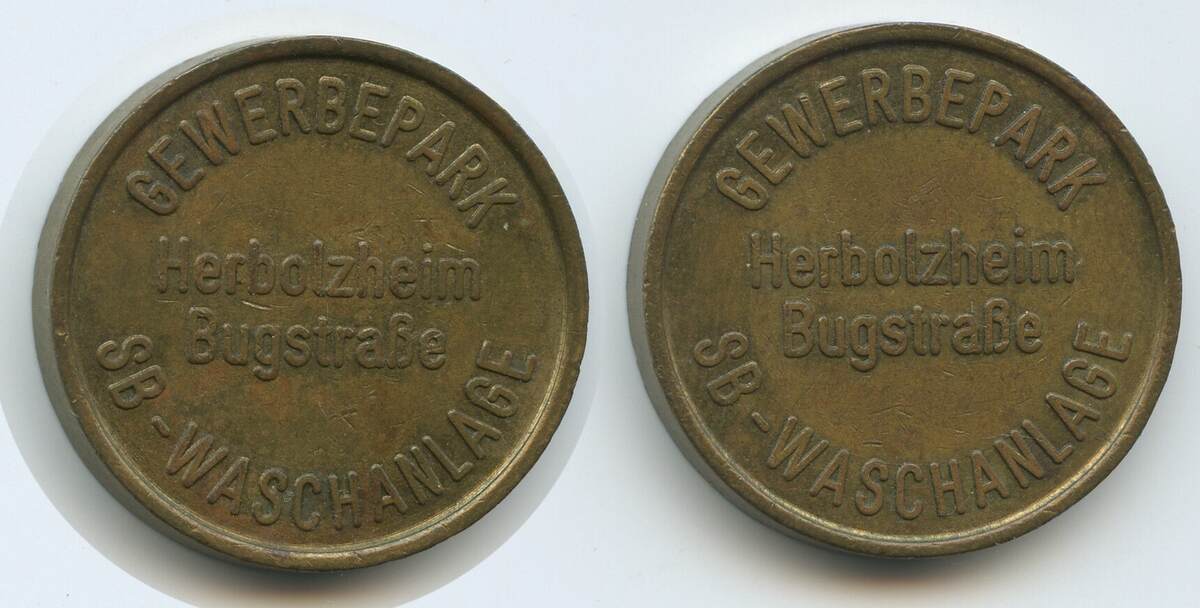 GEWERBEPARK
Herbolzheim
Bugstraße
SB-WASCHANLAGE
GEWERBEPARK
Herbolzheim
Bugstraße
SB-WASCHANLAGE